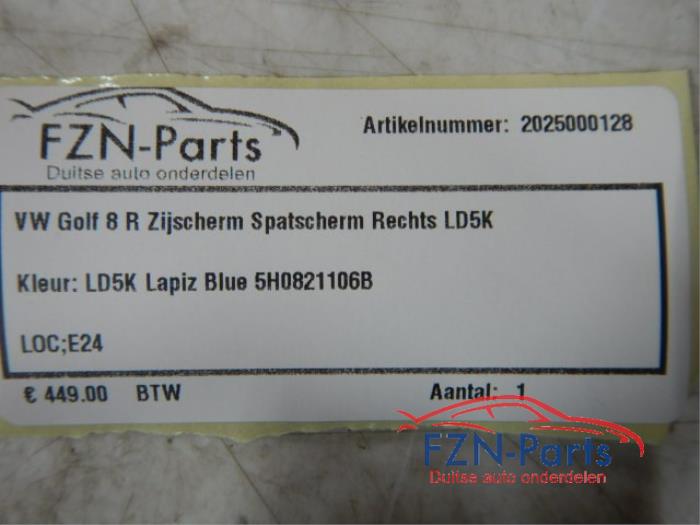 FZN-Parts
Duitse auto onderdelen
Artikelnummer: 2025000128
VW Golf 8 R Zijscherm Spatscherm Rechts LD5K
Kleur: LD5K Lapiz Blue 5H0821106B
LOC;E24
€ 449.00 BTW Aantal: 1
FZN-Parts
Duitse auto onderdelen